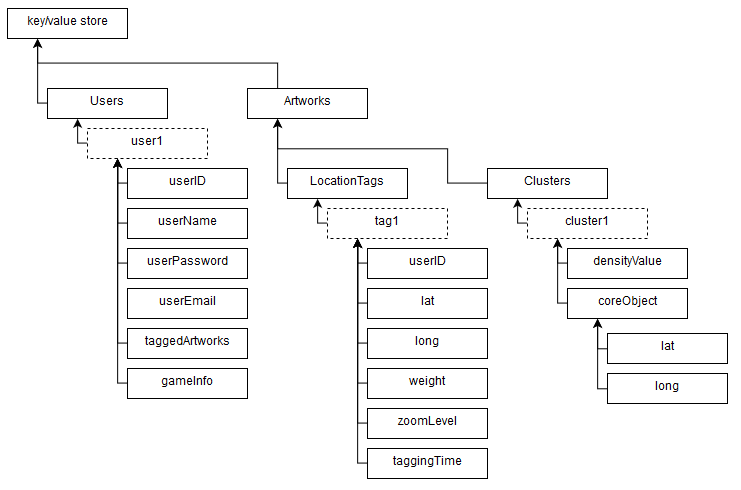 key/value store
Users
Artworks
user1
userID
userName
userPassword
userEmail
taggedArtworks
gameInfo
LocationTags
tag1
userID
lat
long
weight
zoomLevel
taggingTime
Clusters
cluster1
densityValue
coreObject
lat
long